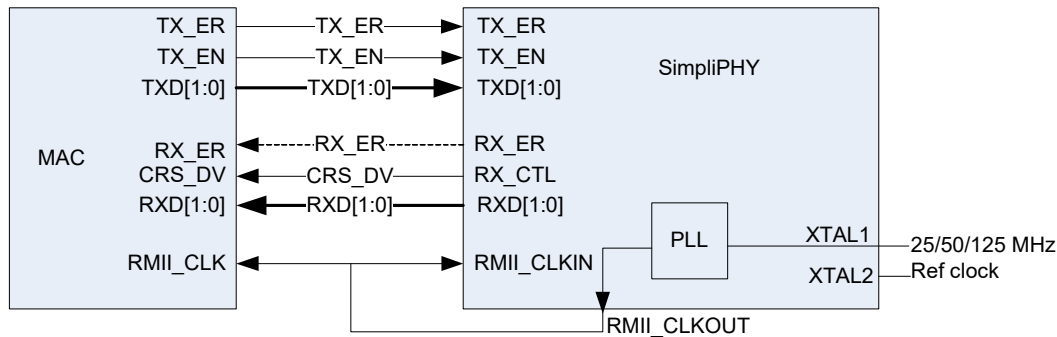 TX_ER TX_ER TX_ER
TX_EN TX_EN TX_EN
SimpliPHY
TXD[1:0] TXD[1:0] TXD[1:0]
MAC
RX_ER RX_ER RX_ER
CRS_DV CRS_DV RX_CTL
RXD[1:0] RXD[1:0] RXD[1:0]
PLL
XTAL1
25/50/125 MHz
RMII_CLK RMII_CLKIN
XTAL2
Ref clock
RMII_CLKOUT